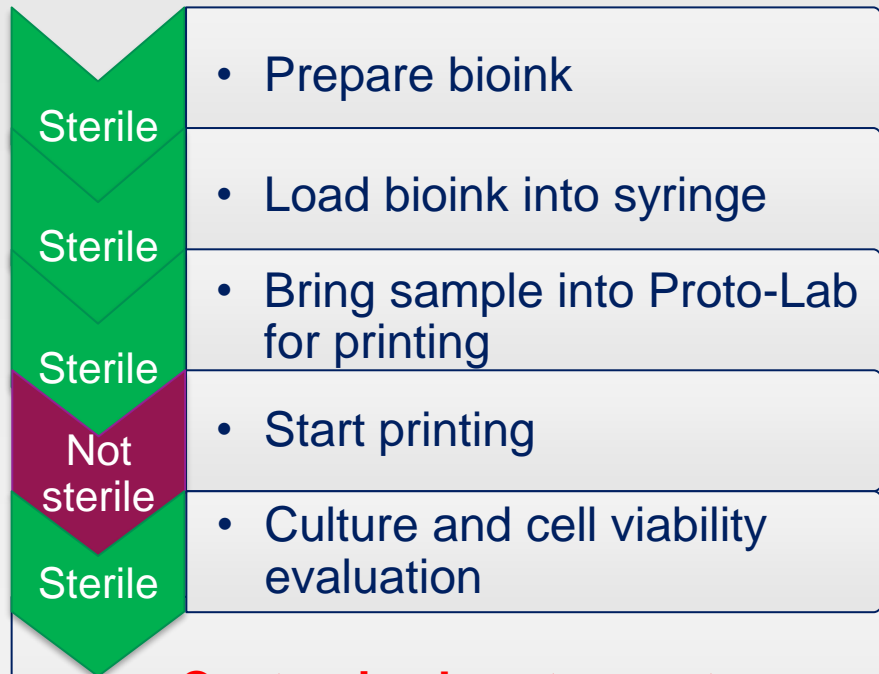 Sterile
• Prepare bioink
Sterile
• Load bioink into syringe
Sterile
• Bring sample into Proto-Lab
for printing
Not
sterile
• Start printing
Sterile
• Culture and cell viability
evaluation